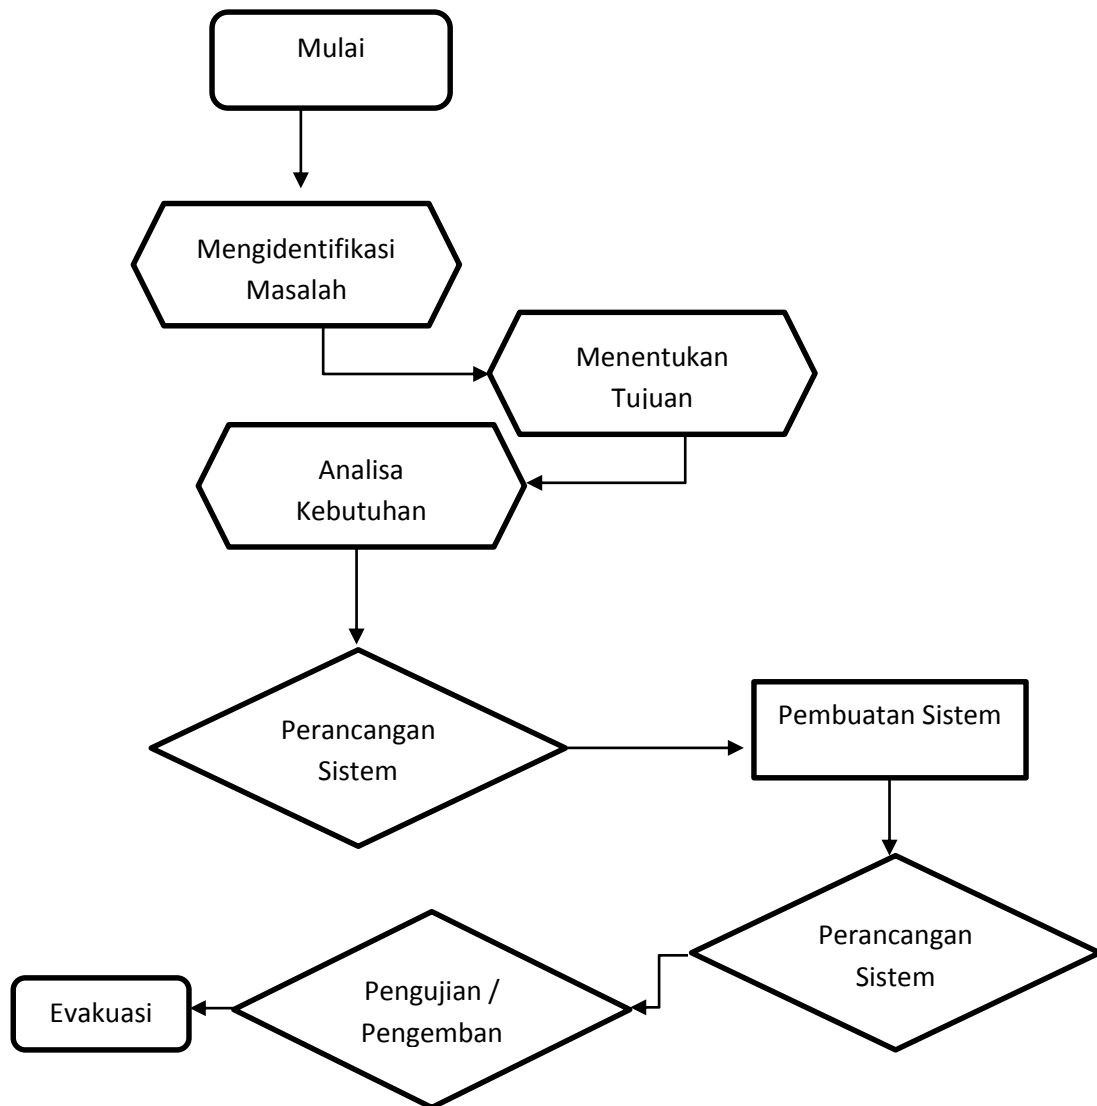 Mulai
Mengidentifikasi
Masalah
Menentukan
Tujuan
Analisa
Kebutuhan
Perancangan
Sistem
Pembuatan Sistem
Perancangan
Sistem
Pengujian /
Pengemban
Evakuasi